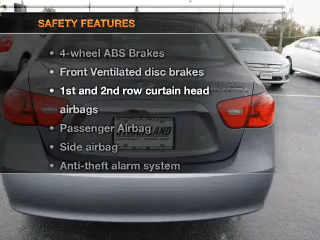 SAFETY FEATURES
4-wheel ABS Brakes
Front Ventilated disc brakes
1st and 2nd row curtain head
airbags
Passenger Airbag
Side airbag
Anti-theft alarm system